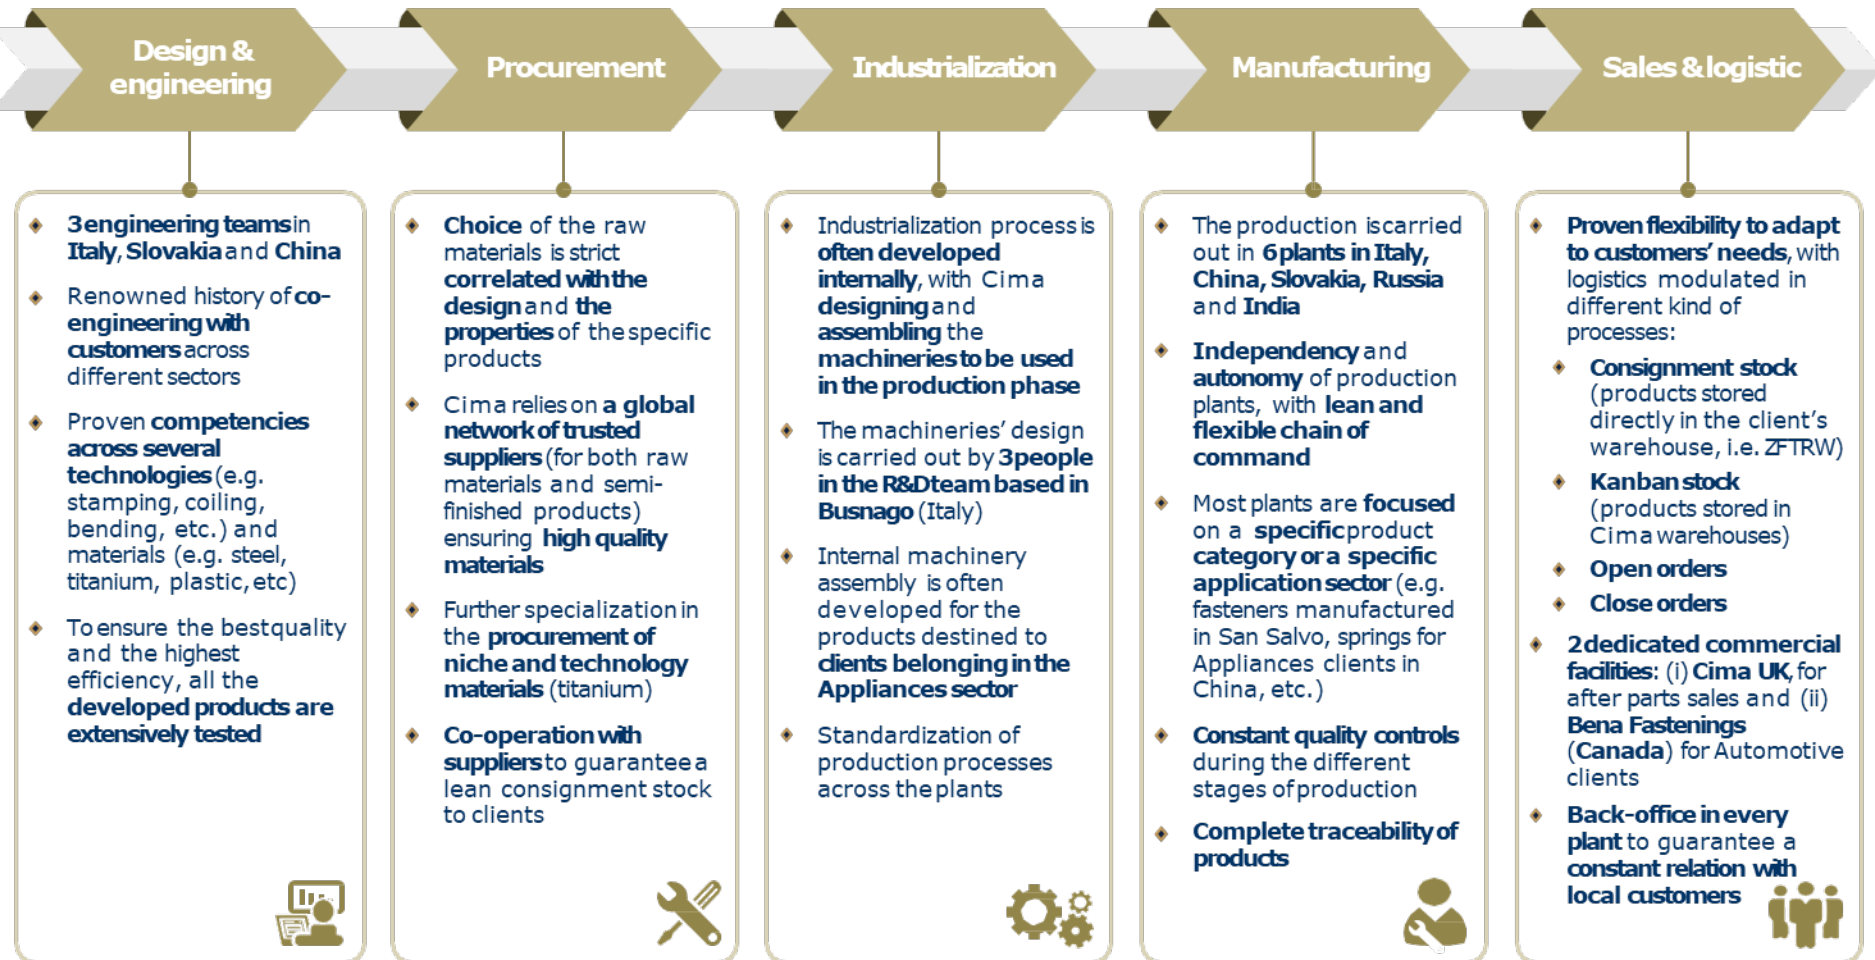 Design &
engineering
3 engineering teams in
Italy, Slovakia and China
Renowned history of co-
engineering with
customers across
different sectors
Proven competencies
across several
technologies (e.g.
stamping, coiling,
bending, etc.) and
materials (e.g. steel,
titanium, plastic, etc)
To ensure the best quality
and the highest
efficiency, all the
developed products are
extensively tested
Procurement
Choice of the raw
materials is strict
correlated with the
design and the
properties of the specific
products
Cima relies on a global
network of trusted
suppliers (for both raw
materials and semi-
finished products)
ensuring high quality
materials
Further specialization in
the procurement of
niche and technology
materials (titanium)
Co-operation with
suppliers to guarantee a
lean consignment stock
to clients
Industrialization
Industrialization process is
often developed
internally, with Cima
designing and
assembling the
machineries to be used
in the production phase
The machineries' design
is carried out by 3 people
in the R&D team based in
Busnago (Italy)
Internal machinery
assembly is often
developed for the
products destined to
clients belonging in the
Appliances sector
Standardization of
production processes
across the plants
Manufacturing
The production is carried
out in 6 plants in Italy,
China, Slovakia, Russia
and India
Independency and
autonomy of production
plants, with lean and
flexible chain of
command
Most plants are focused
on a specific product
category or a specific
application sector (e.g.
fasteners manufactured
in San Salvo, springs for
Appliances clients in
China, etc.)
Constant quality controls
during the different
stages of production
Complete traceability of
products
Sales & logistic
Proven flexibility to adapt
to customers' needs, with
logistics modulated in
different kind of
processes:
Consignment stock
(products stored
directly in the client's
warehouse, i.e. ZFTRW)
Kanban stock
(products stored in
Cima warehouses)
Open orders
Close orders
2 dedicated commercial
facilities: (i) Cima UK, for
after parts sales and (ii)
Bena Fastenings
(Canada) for Automotive
clients
Back-office in every
plant to guarantee a
constant relation with
local customers